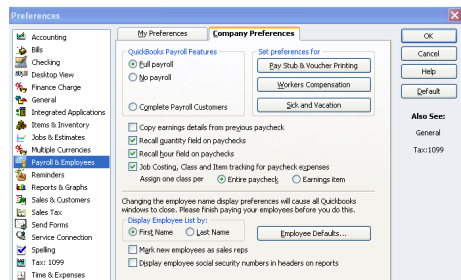 Preferences
Accounting
Bills
Checking
Desktop View
Finance Charge
General
Integrated Applications
Items & Inventory
Jobs & Estimates
Multiple Currencies
Payroll & Employees
Reminders
Reports & Graphs
Sales & Customers
Sales Tax
Send Forms
Service Connection
Spelling
Tax: 1099
Time & Expenses
My Preferences
Company Preferences
QuickBooks Payroll Features
Full payroll
No payroll
Complete Payroll Customers
Set preferences for
Pay Stub & Voucher Printing
Workers Compensation
Sick and Vacation
Copy earnings details from previous paycheck
Recall quantity field on paychecks
Recall hour field on paychecks
Job Costing, Class and Item tracking for paycheck expenses
Assign one class per Entire paycheck Earnings item
Changing the employee name display preferences will cause all Quickbooks
windows to close. Please finish paying your employees before you do this.
Display Employee List by:
First Name Last Name
Employee Defaults...
Mark new employees as sales reps
Display employee social security numbers in headers on reports
OK
Cancel
Help
Default
Also See:
General
Tax:1099